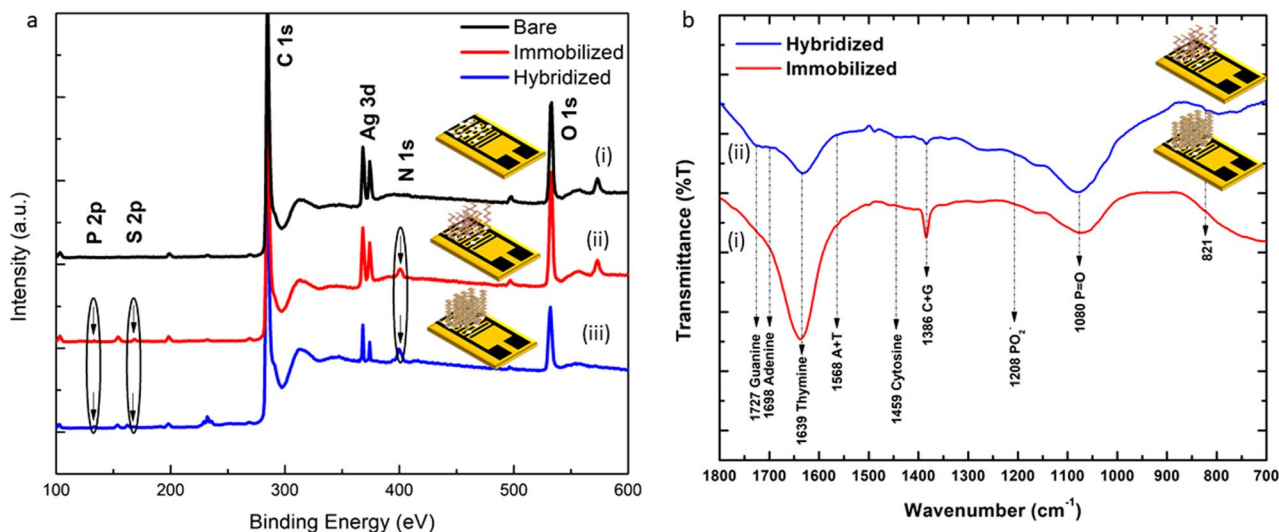 a
Bare
Immobilized
Hybridized
C 1s
Ag 3d
N 1s
O 1s
P 2p
S 2p
(i)
(ii)
(iii)
Intensity (a.u.)
100 200 300 400 500 600
Binding Energy (eV)
b
Hybridized
Immobilized
(ii)
(i)
Transmittance (%T)
1727 Guanine
1698 Adenine
1639 Thymine
1568 A+T
1459 Cytosine
1386 C+G
1208 PO₂⁻
1080 P=O
821
1800 1700 1600 1500 1400 1300 1200 1100 1000 900 800 700
Wavenumber (cm⁻¹)